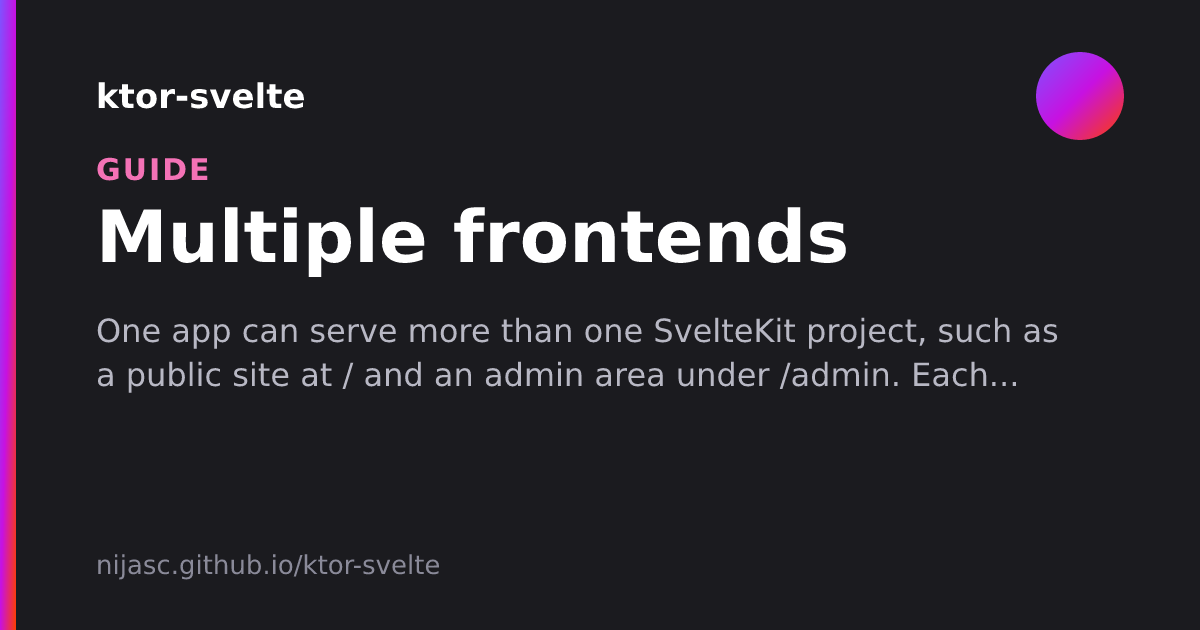 ktor-svelte
GUIDE
Multiple frontends
One app can serve more than one SvelteKit project, such as
a public site at / and an admin area under /admin. Each...
nijasc.github.io/ktor-svelte